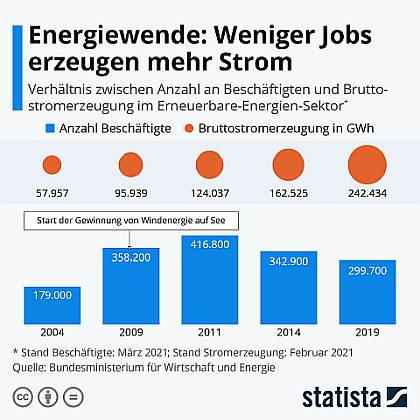 Energiewende: Weniger Jobs
erzeugen mehr Strom
Verhältnis zwischen Anzahl an Beschäftigten und Brutto-
stromerzeugung im Erneuerbare-Energien-Sektor*
Anzahl Beschäftigte Bruttostromerzeugung in GWh
57.957 95.939 124.037 162.525 242.434
Start der Gewinnung von Windenergie auf See
179.000 358.200 416.800 342.900 299.700
2004 2009 2011 2014 2019
* Stand Beschäftigte: März 2021; Stand Stromerzeugung: Februar 2021
Quelle: Bundesministerium für Wirtschaft und Energie
cc
statista